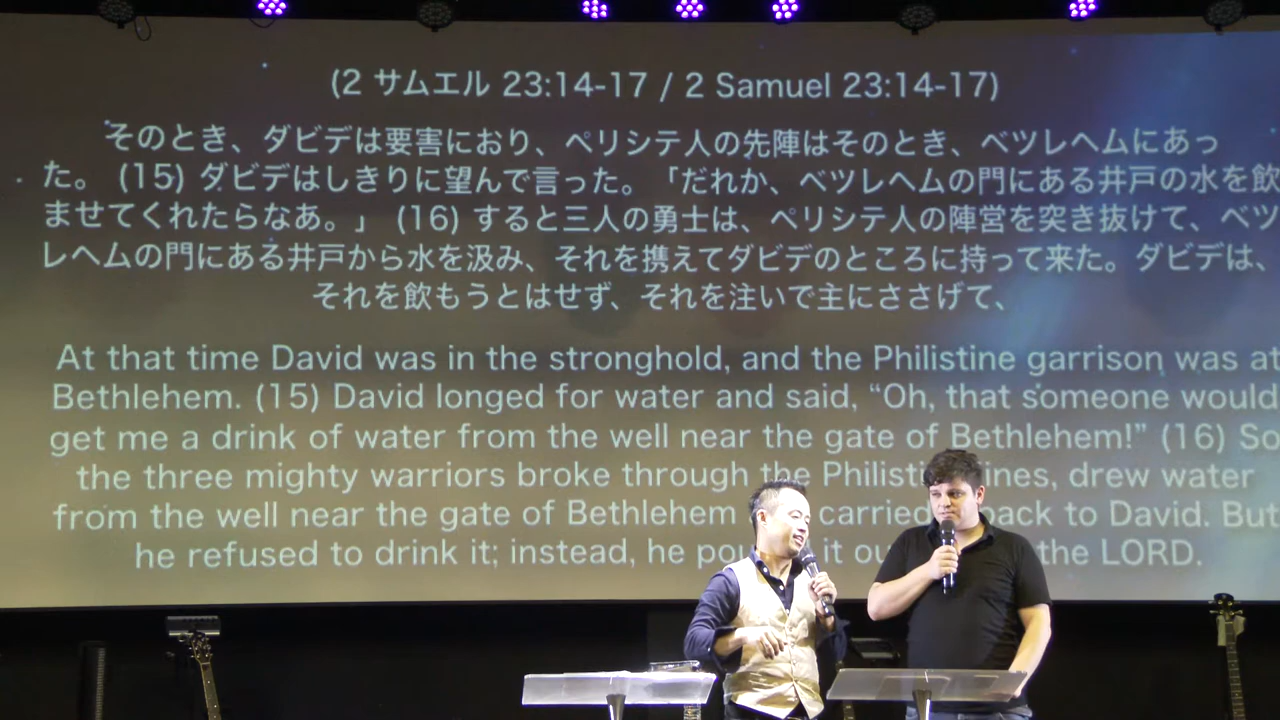 (2 サムエル 23:14-17 / 2 Samuel 23:14-17)
そのとき、ダビデは要害におり、ペリシテ人の先陣はそのとき、ベツレヘムにあっ
た。 (15) ダビデはしきりに望んで言った。「だれか、ベツレヘムの門にある井戸の水を飲
ませてくれたらなあ。」 (16) すると三人の勇士は、ペリシテ人の陣営を突き抜けて、ベツ
レヘムの門にある井戸から水を汲み、それを携えてダビデのところに持って来た。ダビデは、
それを飲もうとはせず、それを注いで主にささげて、
At that time David was in the stronghold, and the Philistine garrison was at
Bethlehem. (15) David longed for water and said, “Oh, that someone would
get me a drink of water from the well near the gate of Bethlehem!” (16) So
the three mighty warriors broke through the Philisti ines, drew water
from the well near the gate of Bethlehem carried back to David. But
he refused to drink it; instead, he it the LORD.